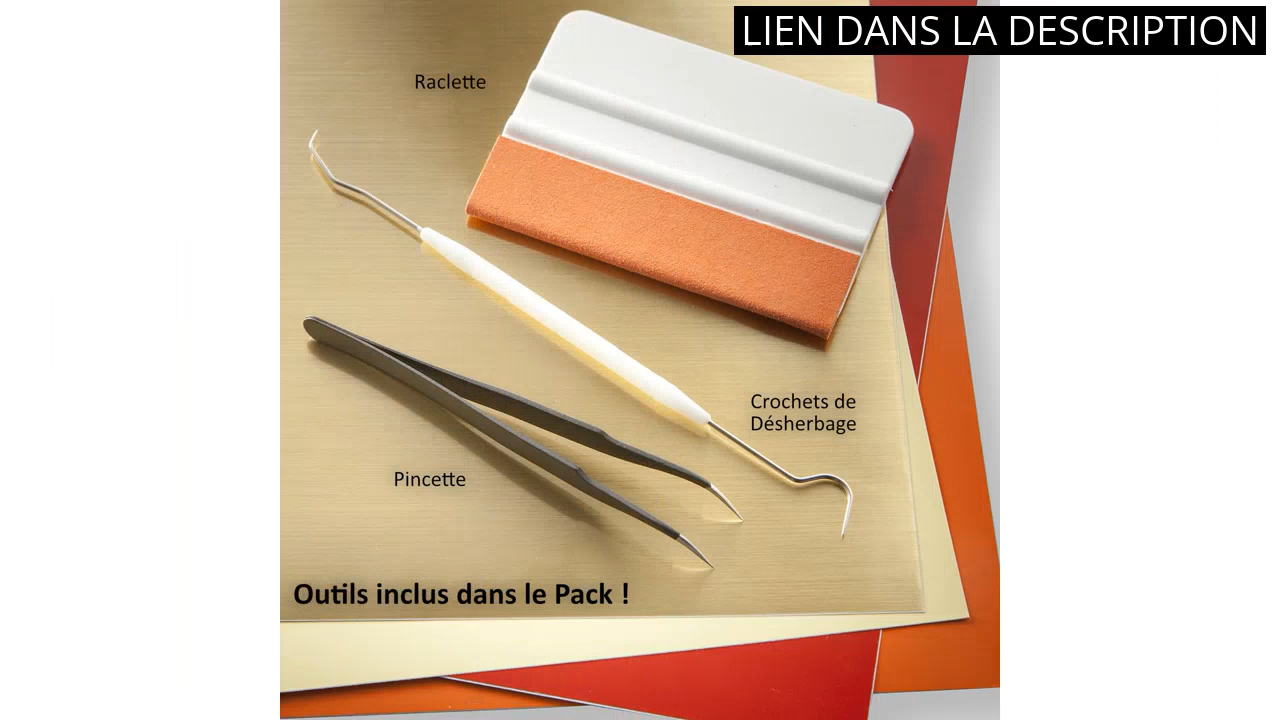 LIEN DANS LA DESCRIPTION
Raclette
Crochets de
Désherbage
Pincette
Outils inclus dans le Pack !